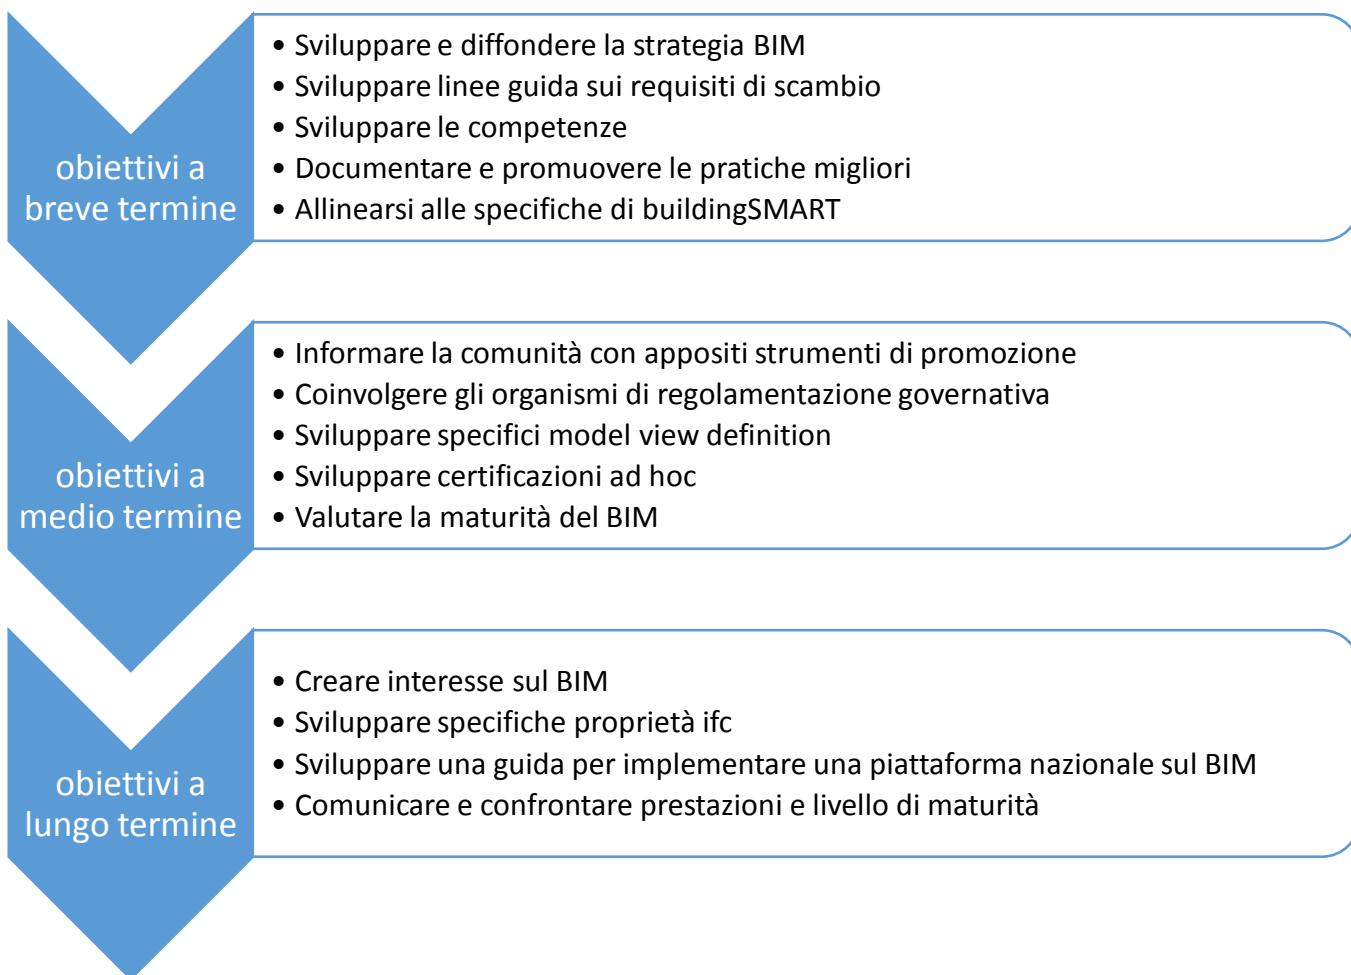 obiettivi a
breve termine
• Sviluppare e diffondere la strategia BIM
• Sviluppare linee guida sui requisiti di scambio
• Sviluppare le competenze
• Documentare e promuovere le pratiche migliori
• Allinearsi alle specifiche di buildingSMART
obiettivi a
medio termine
• Informare la comunità con appositi strumenti di promozione
• Coinvolgere gli organismi di regolamentazione governativa
• Sviluppare specifici model view definition
• Sviluppare certificazioni ad hoc
• Valutare la maturità del BIM
obiettivi a
lungo termine
• Creare interesse sul BIM
• Sviluppare specifiche proprietà ifc
• Sviluppare una guida per implementare una piattaforma nazionale sul BIM
• Comunicare e confrontare prestazioni e livello di maturità